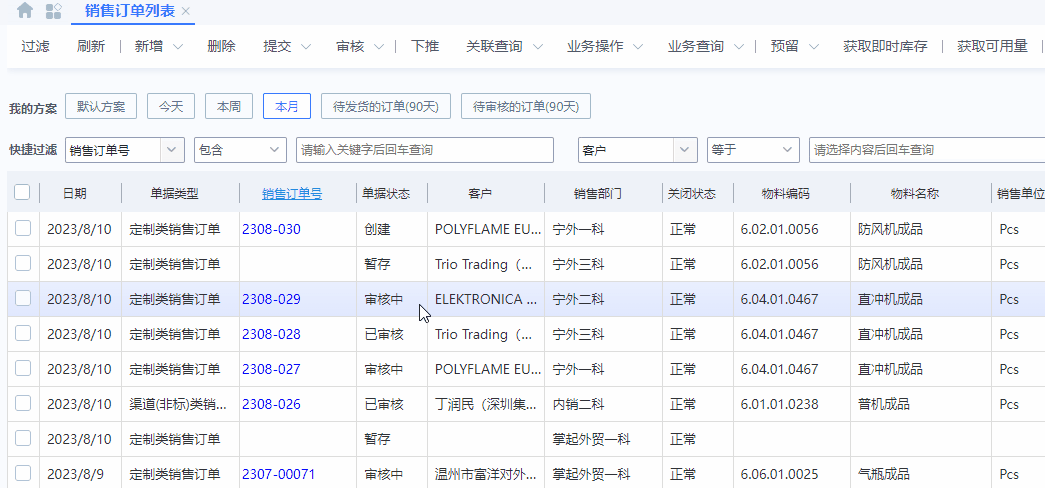 销售订单列表 ×
过滤 刷新 新增 删除 提交 审核 下推 关联查询 业务操作 业务查询 预留 获取即时库存 获取可用量
我的方案 默认方案 今天 本周 本月 待发货的订单(90天) 待审核的订单(90天)
快捷过滤 销售订单号 包含 请输入关键字后回车查询 客户 等于 请选择内容后回车查询
日期 单据类型 销售订单号 单据状态 客户 销售部门 关闭状态 物料编码 物料名称 销售单位
2023/8/10 定制类销售订单 2308-030 创建 POLYFLAME EU... 宁外一科 正常 6.02.01.0056 防风机成品 Pcs
2023/8/10 定制类销售订单 暂存 Trio Trading（... 宁外三科 正常 6.02.01.0056 防风机成品 Pcs
2023/8/10 定制类销售订单 2308-029 审核中 ELEKTRONICA ... 宁外二科 正常 6.04.01.0467 直冲机成品 Pcs
2023/8/10 定制类销售订单 2308-028 已审核 Trio Trading（... 宁外三科 正常 6.04.01.0467 直冲机成品 Pcs
2023/8/10 定制类销售订单 2308-027 审核中 POLYFLAME EU... 宁外一科 正常 6.04.01.0467 直冲机成品 Pcs
2023/8/10 渠道(非标)类销... 2308-026 已审核 丁润民（深圳集... 内销二科 正常 6.01.01.0238 普机成品 Pcs
2023/8/10 定制类销售订单 暂存 掌起外贸一科 正常
2023/8/9 定制类销售订单 2307-00071 审核中 温州市富洋对外... 掌起外贸一科 正常 6.06.01.0025 气瓶成品 Pcs